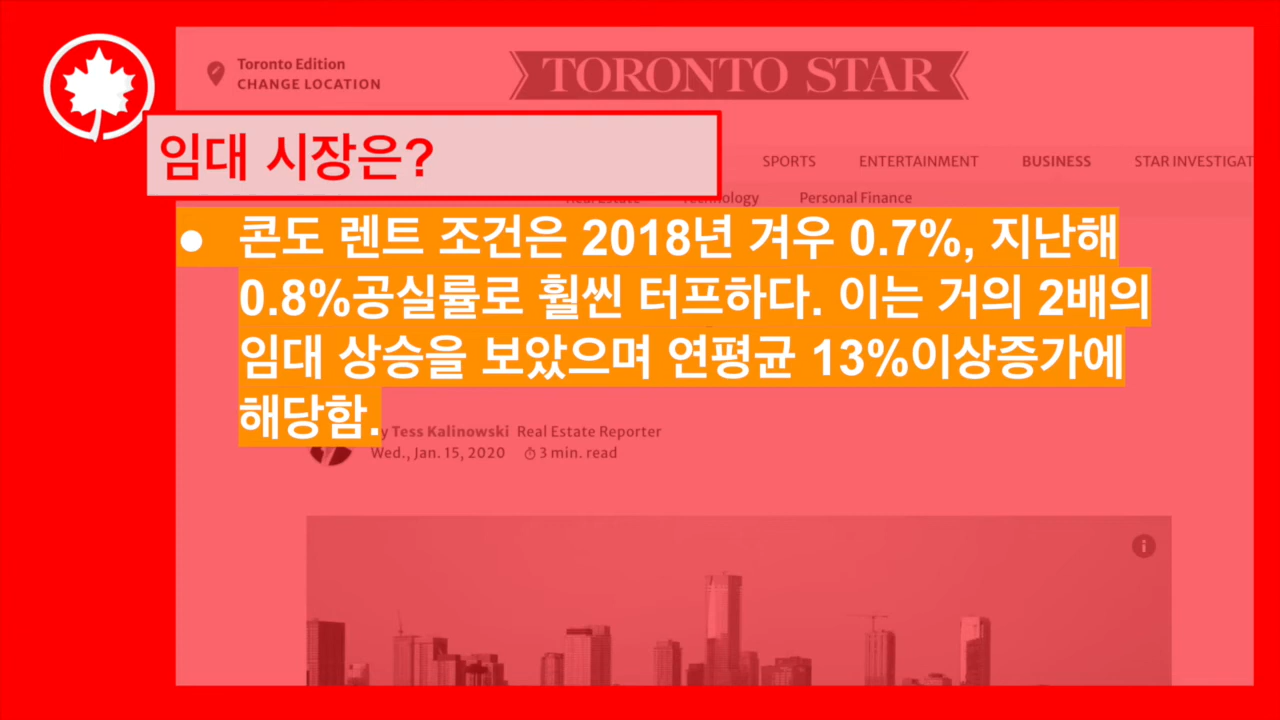 Toronto Edition
CHANGE LOCATION
TORONTO STAR
임대 시장은?
SPORTS ENTERTAINMENT BUSINESS STAR INVESTIGAT
Real Estate Technology Personal Finance
● 콘도 렌트 조건은 2018년 겨우 0.7%, 지난해
0.8%공실률로 훨씬 터프하다. 이는 거의 2배의
임대 상승을 보았으며 연평균 13%이상증가에
해당함.
y Tess Kalinowski Real Estate Reporter
Wed., Jan. 15, 2020 3 min. read